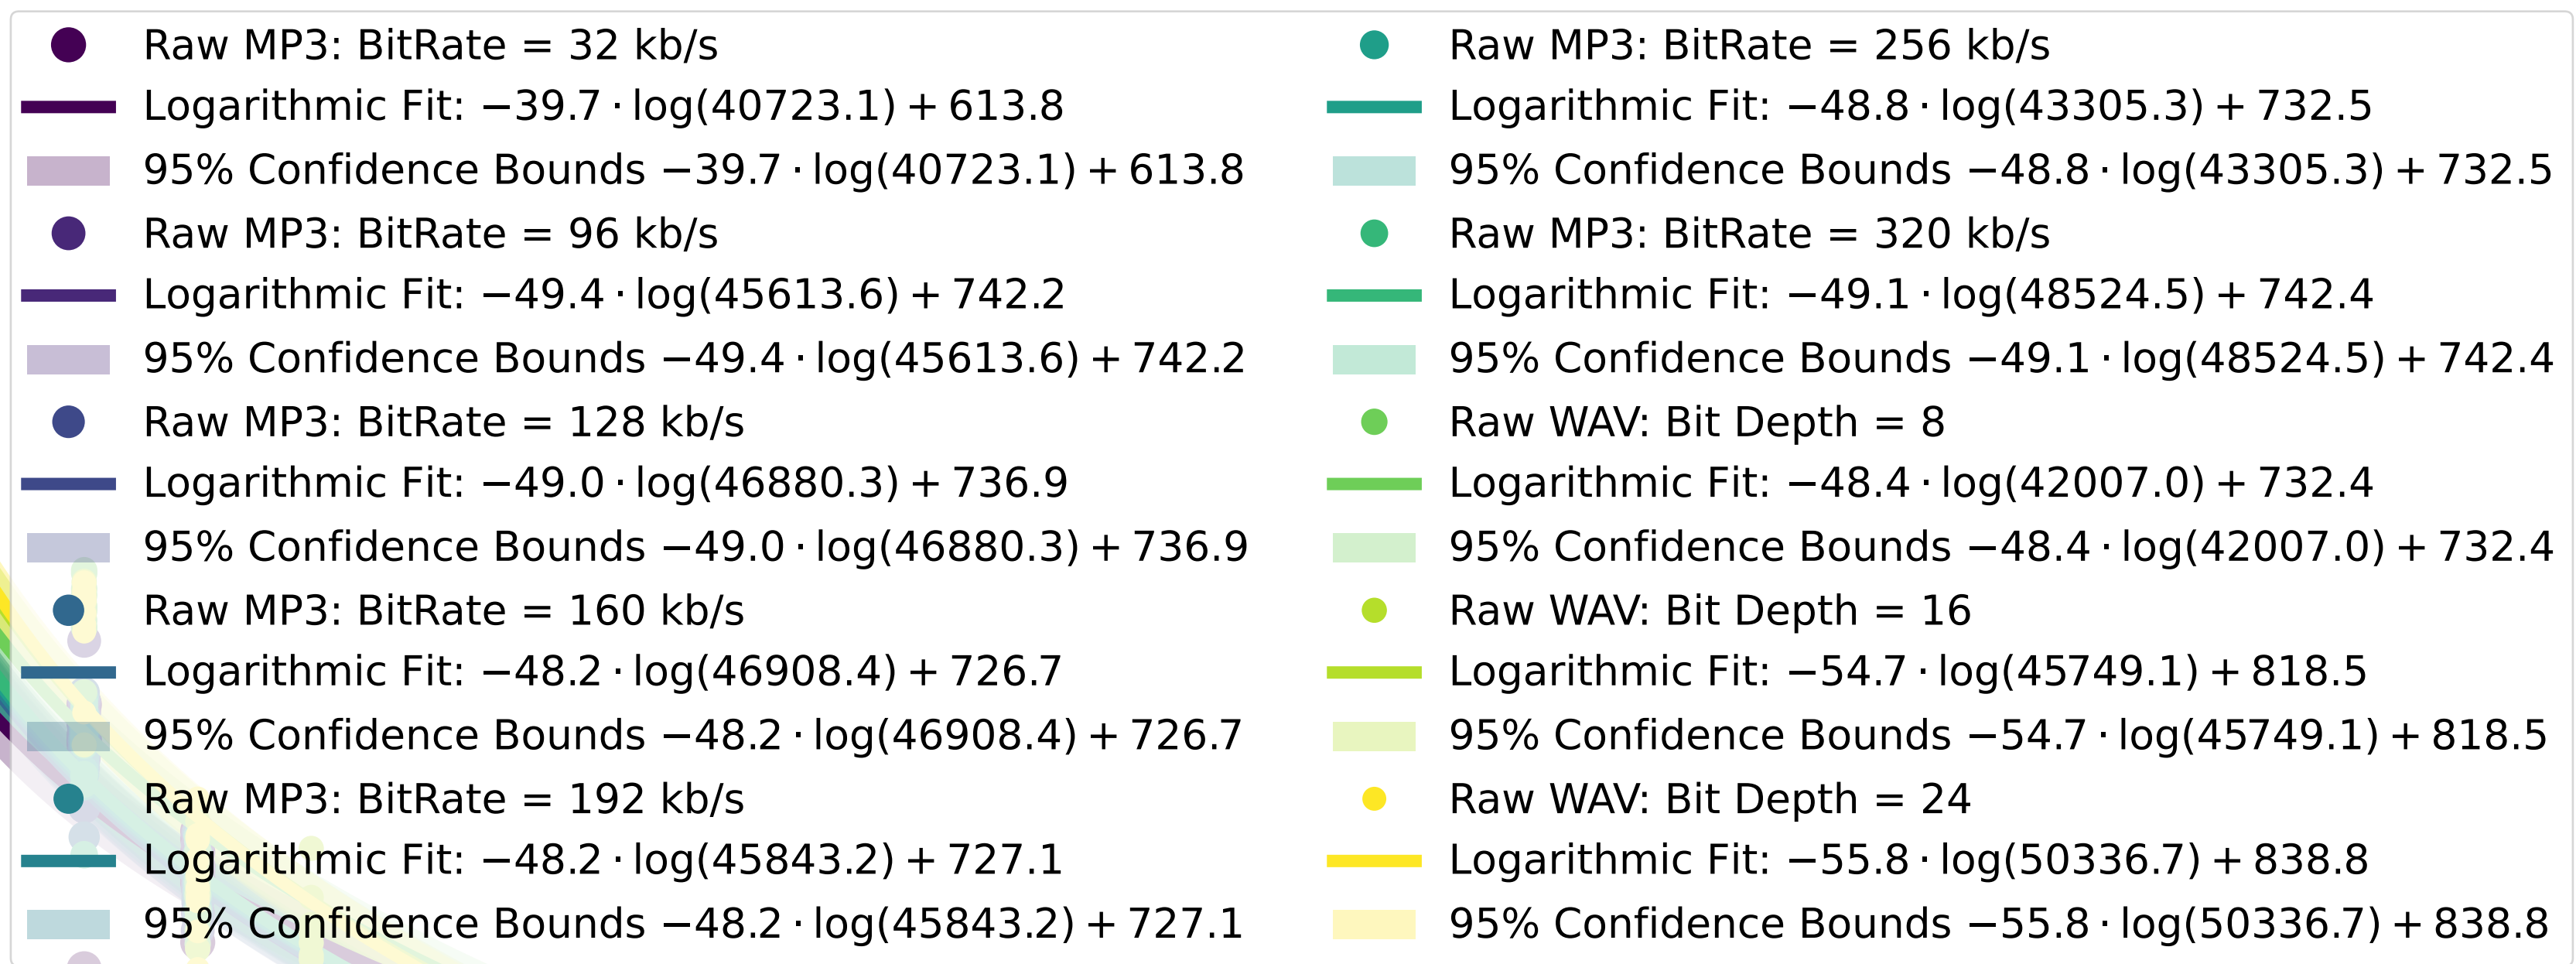 Raw MP3: BitRate = 32 kb/s
Logarithmic Fit: −39.7 · log(40723.1) + 613.8
95% Confidence Bounds −39.7 · log(40723.1) + 613.8
Raw MP3: BitRate = 96 kb/s
Logarithmic Fit: −49.4 · log(45613.6) + 742.2
95% Confidence Bounds −49.4 · log(45613.6) + 742.2
Raw MP3: BitRate = 128 kb/s
Logarithmic Fit: −49.0 · log(46880.3) + 736.9
95% Confidence Bounds −49.0 · log(46880.3) + 736.9
Raw MP3: BitRate = 160 kb/s
Logarithmic Fit: −48.2 · log(46908.4) + 726.7
95% Confidence Bounds −48.2 · log(46908.4) + 726.7
Raw MP3: BitRate = 192 kb/s
Logarithmic Fit: −48.2 · log(45843.2) + 727.1
95% Confidence Bounds −48.2 · log(45843.2) + 727.1
Raw MP3: BitRate = 256 kb/s
Logarithmic Fit: −48.8 · log(43305.3) + 732.5
95% Confidence Bounds −48.8 · log(43305.3) + 732.5
Raw MP3: BitRate = 320 kb/s
Logarithmic Fit: −49.1 · log(48524.5) + 742.4
95% Confidence Bounds −49.1 · log(48524.5) + 742.4
Raw WAV: Bit Depth = 8
Logarithmic Fit: −48.4 · log(42007.0) + 732.4
95% Confidence Bounds −48.4 · log(42007.0) + 732.4
Raw WAV: Bit Depth = 16
Logarithmic Fit: −54.7 · log(45749.1) + 818.5
95% Confidence Bounds −54.7 · log(45749.1) + 818.5
Raw WAV: Bit Depth = 24
Logarithmic Fit: −55.8 · log(50336.7) + 838.8
95% Confidence Bounds −55.8 · log(50336.7) + 838.8